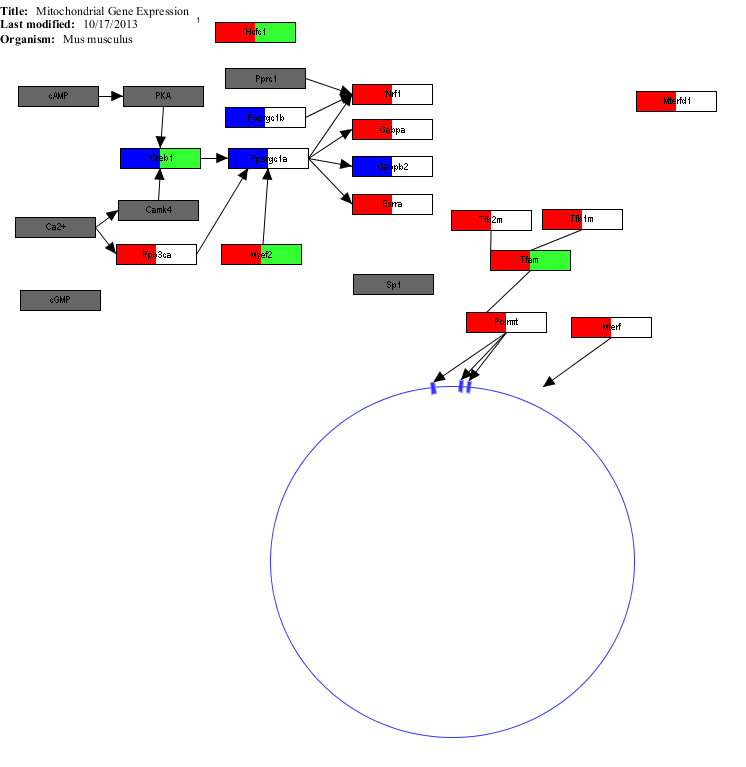 Title: Mitochondrial Gene Expression
Last modified: 10/17/2013
Organism: Mus musculus
1
Hcfc1
Pprc1
cAMP
PKA
Nrf1
Mterfd1
Ppargc1b
Gabpa
Creb1
Ppargc1a
Gabpb2
Camk4
Esrra
Tfb2m
Tfb1m
Ca2+
Ppp3ca
Myef2
Tfam
Sp1
cGMP
Polrmt
Mterf